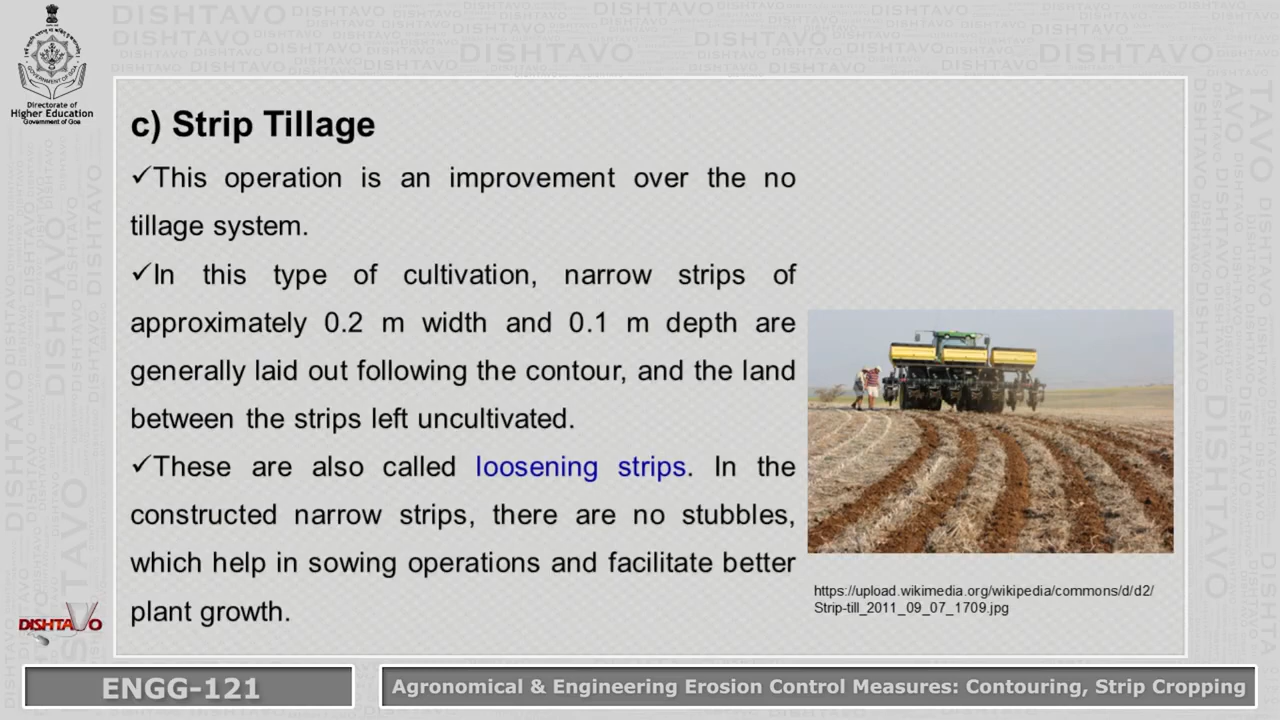 GOVERNMENT OF GOA
Directorate of
Higher Education
Government of Goa
c) Strip Tillage
✓This operation is an improvement over the no
tillage system.
✓In this type of cultivation, narrow strips of
approximately 0.2 m width and 0.1 m depth are
generally laid out following the contour, and the land
between the strips left uncultivated.
✓These are also called loosening strips. In the
constructed narrow strips, there are no stubbles,
which help in sowing operations and facilitate better
plant growth.
https://upload.wikimedia.org/wikipedia/commons/d/d2/
Strip-till_2011_09_07_1709.jpg
DISHTAVO
ENGG-121
Agronomical & Engineering Erosion Control Measures: Contouring, Strip Cropping